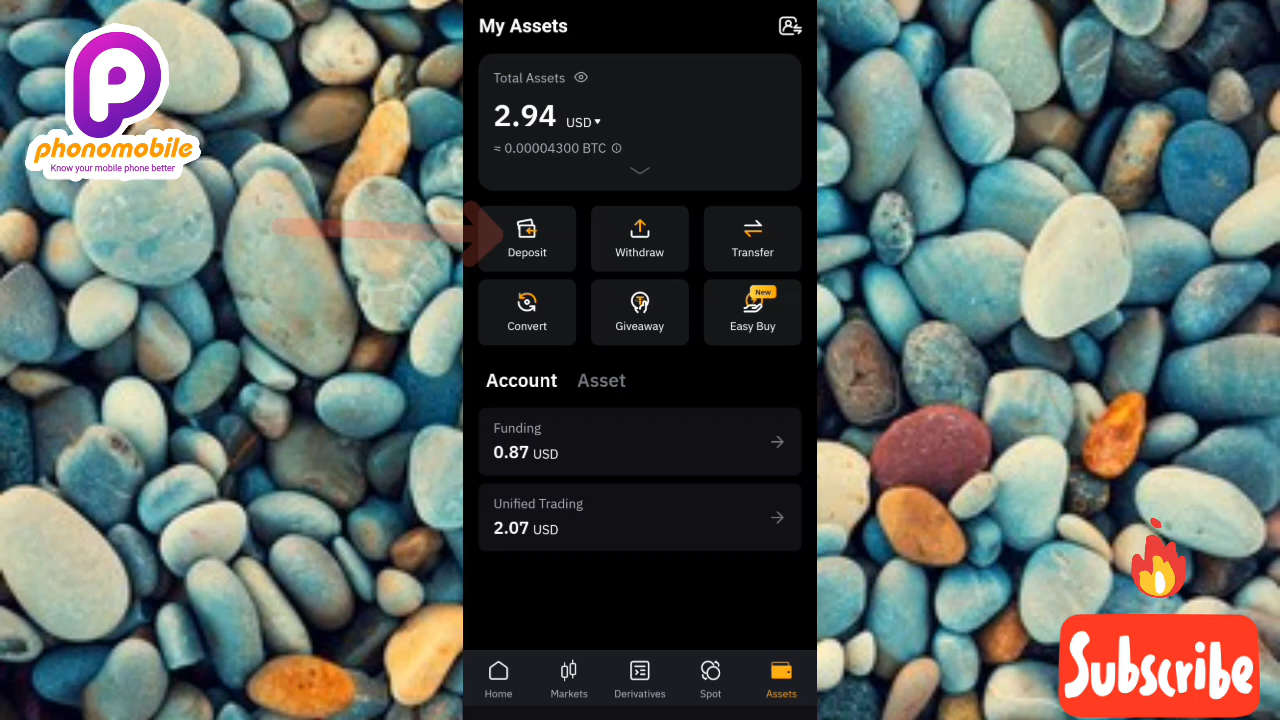 phonomobile
Know your mobile phone better
My Assets
Total Assets
2.94 USD
≈ 0.00004300 BTC
Deposit
Withdraw
Transfer
Convert
Giveaway
New
Easy Buy
Account
Asset
Funding
0.87 USD
Unified Trading
2.07 USD
Home
Markets
Derivatives
Spot
Assets
Subscribe